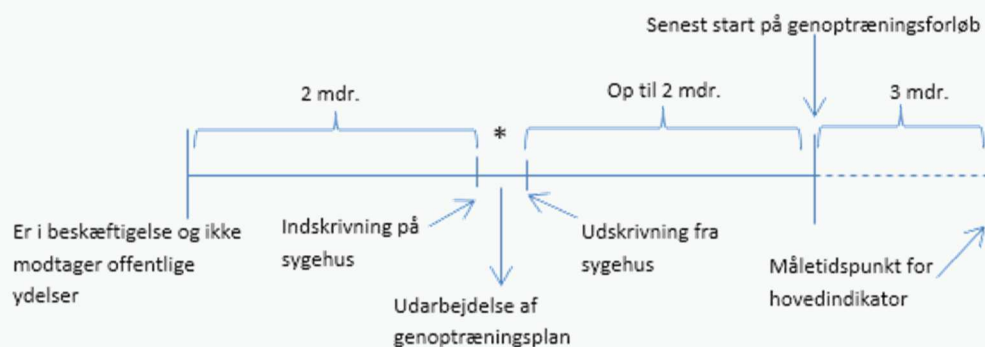 Senest start på genoptræningsforløb
2 mdr.
*
Op til 2 mdr.
3 mdr.
Er i beskæftigelse og ikke
modtager offentlige
ydelser
Indskrivning på
sygehus
Udarbejdelse af
genoptræningsplan
Udskrivning fra
sygehus
Måletidspunkt for
hovedindikator